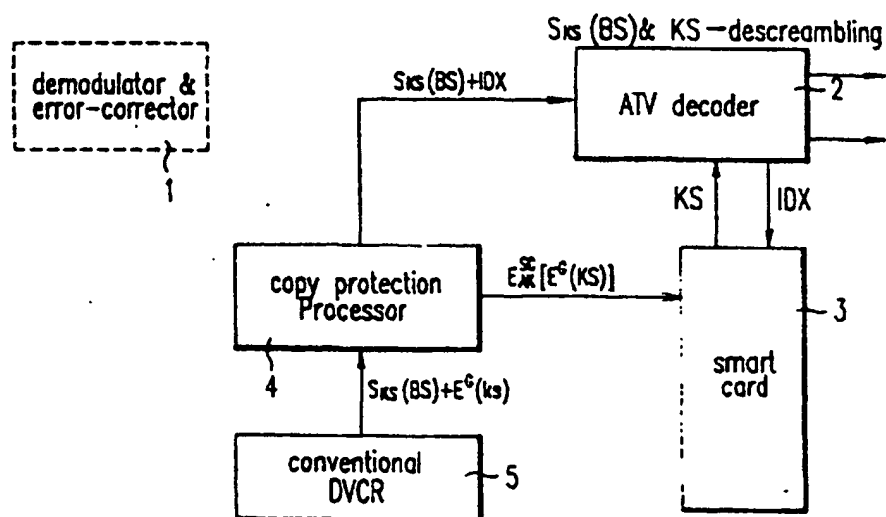 SKS(BS)& KS-descreambling
demodulator &
error-corrector
1
SKS(BS)+IDX
ATV decoder
2
KS
IDX
copy protection
Processor
4
E^SC_AK[E^G(KS)]
smart
card
3
SKS(BS)+E^G(ks)
conventional
DVCR
5